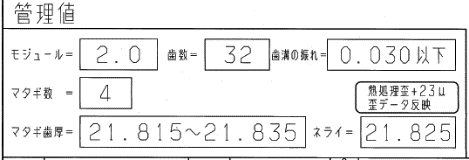 管理値
モジュール= 2.0 歯数= 32 歯溝の振れ= 0.030以下
マタギ数 = 4 熱処理歪+23μ
歪データ反映
マタギ歯厚= 21.815～21.835 ネライ= 21.825